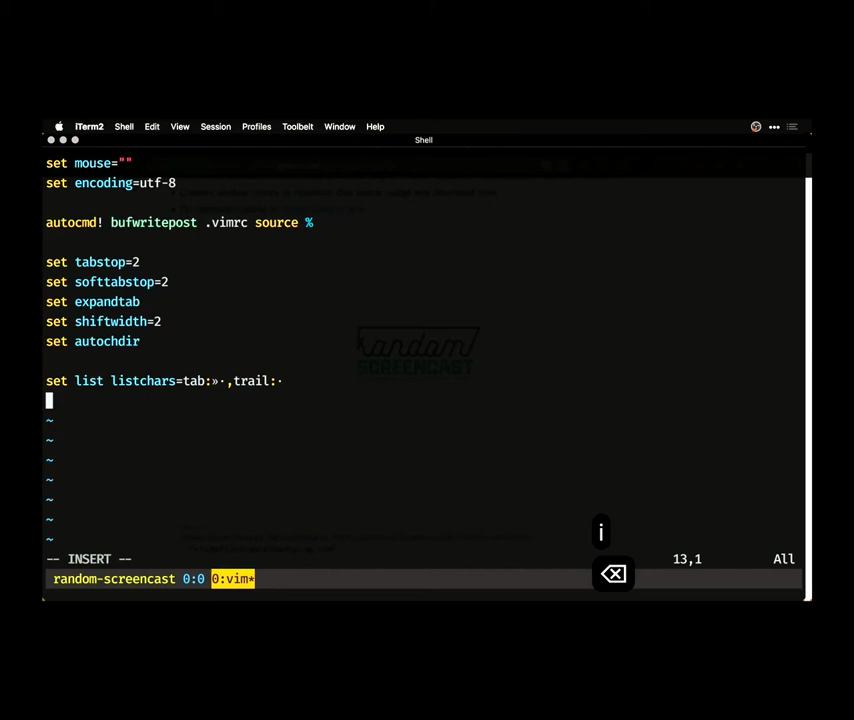 iTerm2 Shell Edit View Session Profiles Toolbelt Window Help
Shell
set mouse=""
set encoding=utf-8
autocmd! bufwritepost .vimrc source %
set tabstop=2
set softtabstop=2
set expandtab
set shiftwidth=2
set autochdir
set list listchars=tab:»·,trail:·
~
~
~
~
~
~
~
random
SCREENCAST
i
-- INSERT -- 13,1 All
random-screencast 0:0 0:vim*